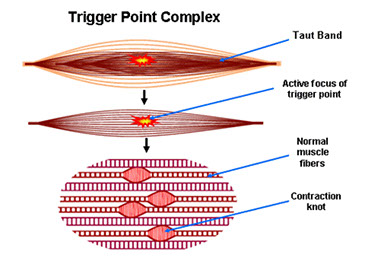 Trigger Point Complex
Taut Band
Active focus of
trigger point
Normal
muscle
fibers
Contraction
knot